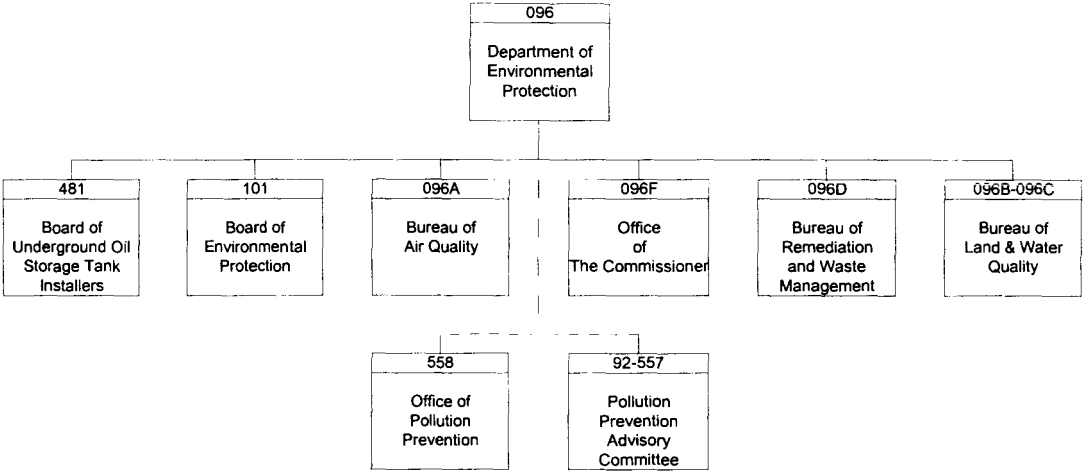 096
Department of
Environmental
Protection
481
Board of
Underground Oil
Storage Tank
Installers
101
Board of
Environmental
Protection
096A
Bureau of
Air Quality
096F
Office
of
The Commissioner
096D
Bureau of
Remediation
and Waste
Management
096B-096C
Bureau of
Land & Water
Quality
558
Office of
Pollution
Prevention
92-557
Pollution
Prevention
Advisory
Committee